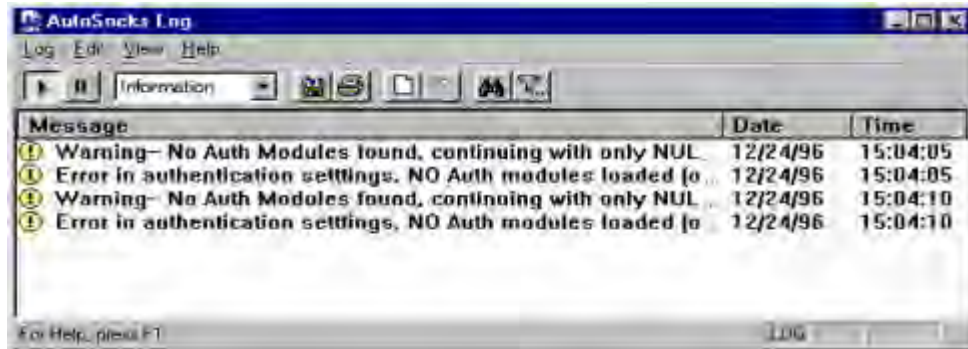 AutoSocks Log
Log Edit View Help
Information
Message Date Time
Warning- No Auth Modules found, continuing with only NUL... 12/24/96 15:04:05
Error in authentication setttings, NO Auth modules loaded (o... 12/24/96 15:04:05
Warning- No Auth Modules found, continuing with only NUL... 12/24/96 15:04:10
Error in authentication setttings, NO Auth modules loaded (o... 12/24/96 15:04:10
For Help, press F1 LOG